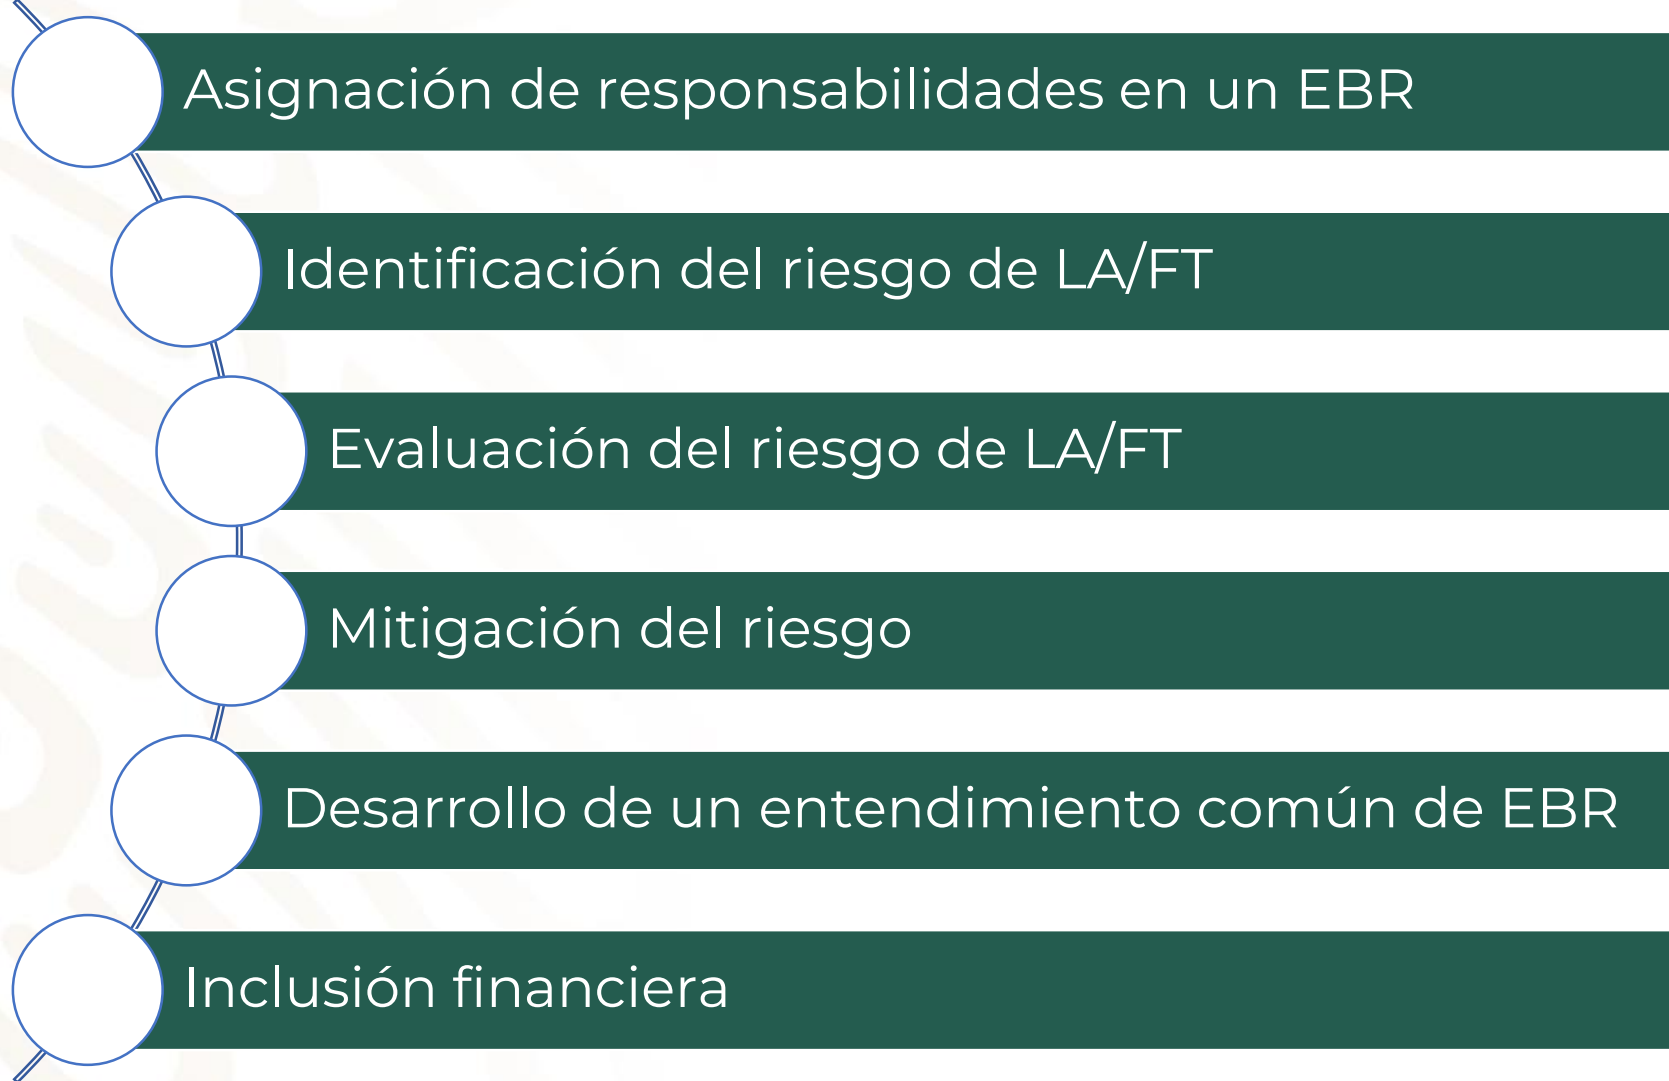 Asignación de responsabilidades en un EBR
Identificación del riesgo de LA/FT
Evaluación del riesgo de LA/FT
Mitigación del riesgo
Desarrollo de un entendimiento común de EBR
Inclusión financiera